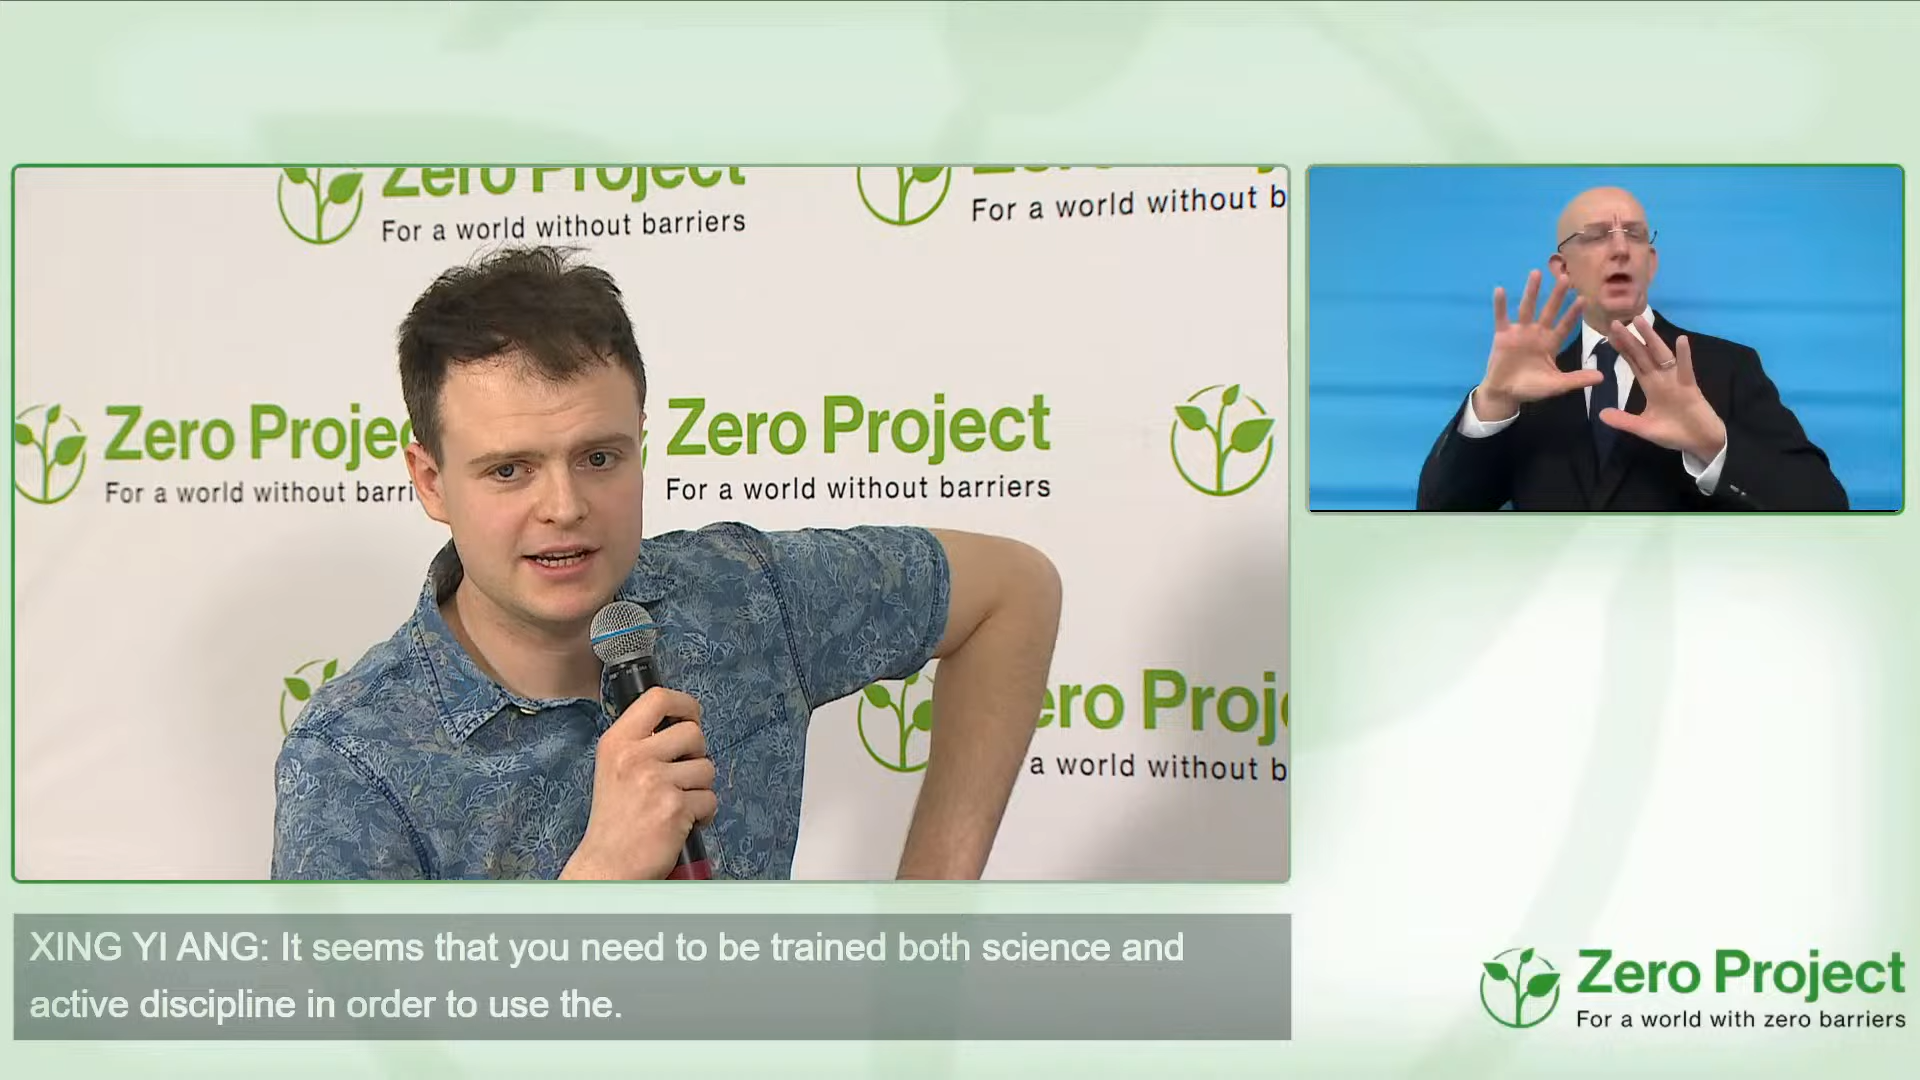 Zero Project
For a world without barriers
For a world without b
Zero Projec
For a world without barri
Zero Project
For a world without barriers
ero Proje
a world without b
XING YI ANG: It seems that you need to be trained both science and
active discipline in order to use the.
Zero Project
For a world with zero barriers